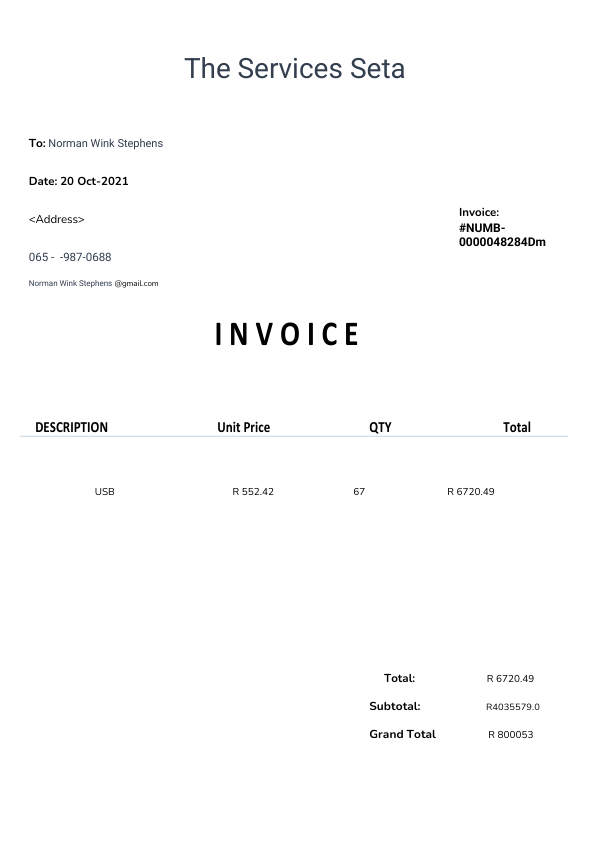 The Services Seta
To: Norman Wink Stephens
Date: 20 Oct-2021
<Address>
Invoice:
#NUMB-
0000048284Dm
065 -  -987-0688
Norman Wink Stephens @gmail.com
INVOICE
DESCRIPTION Unit Price QTY Total
USB R 552.42 67 R 6720.49
Total: R 6720.49
Subtotal: R4035579.0
Grand Total R 800053